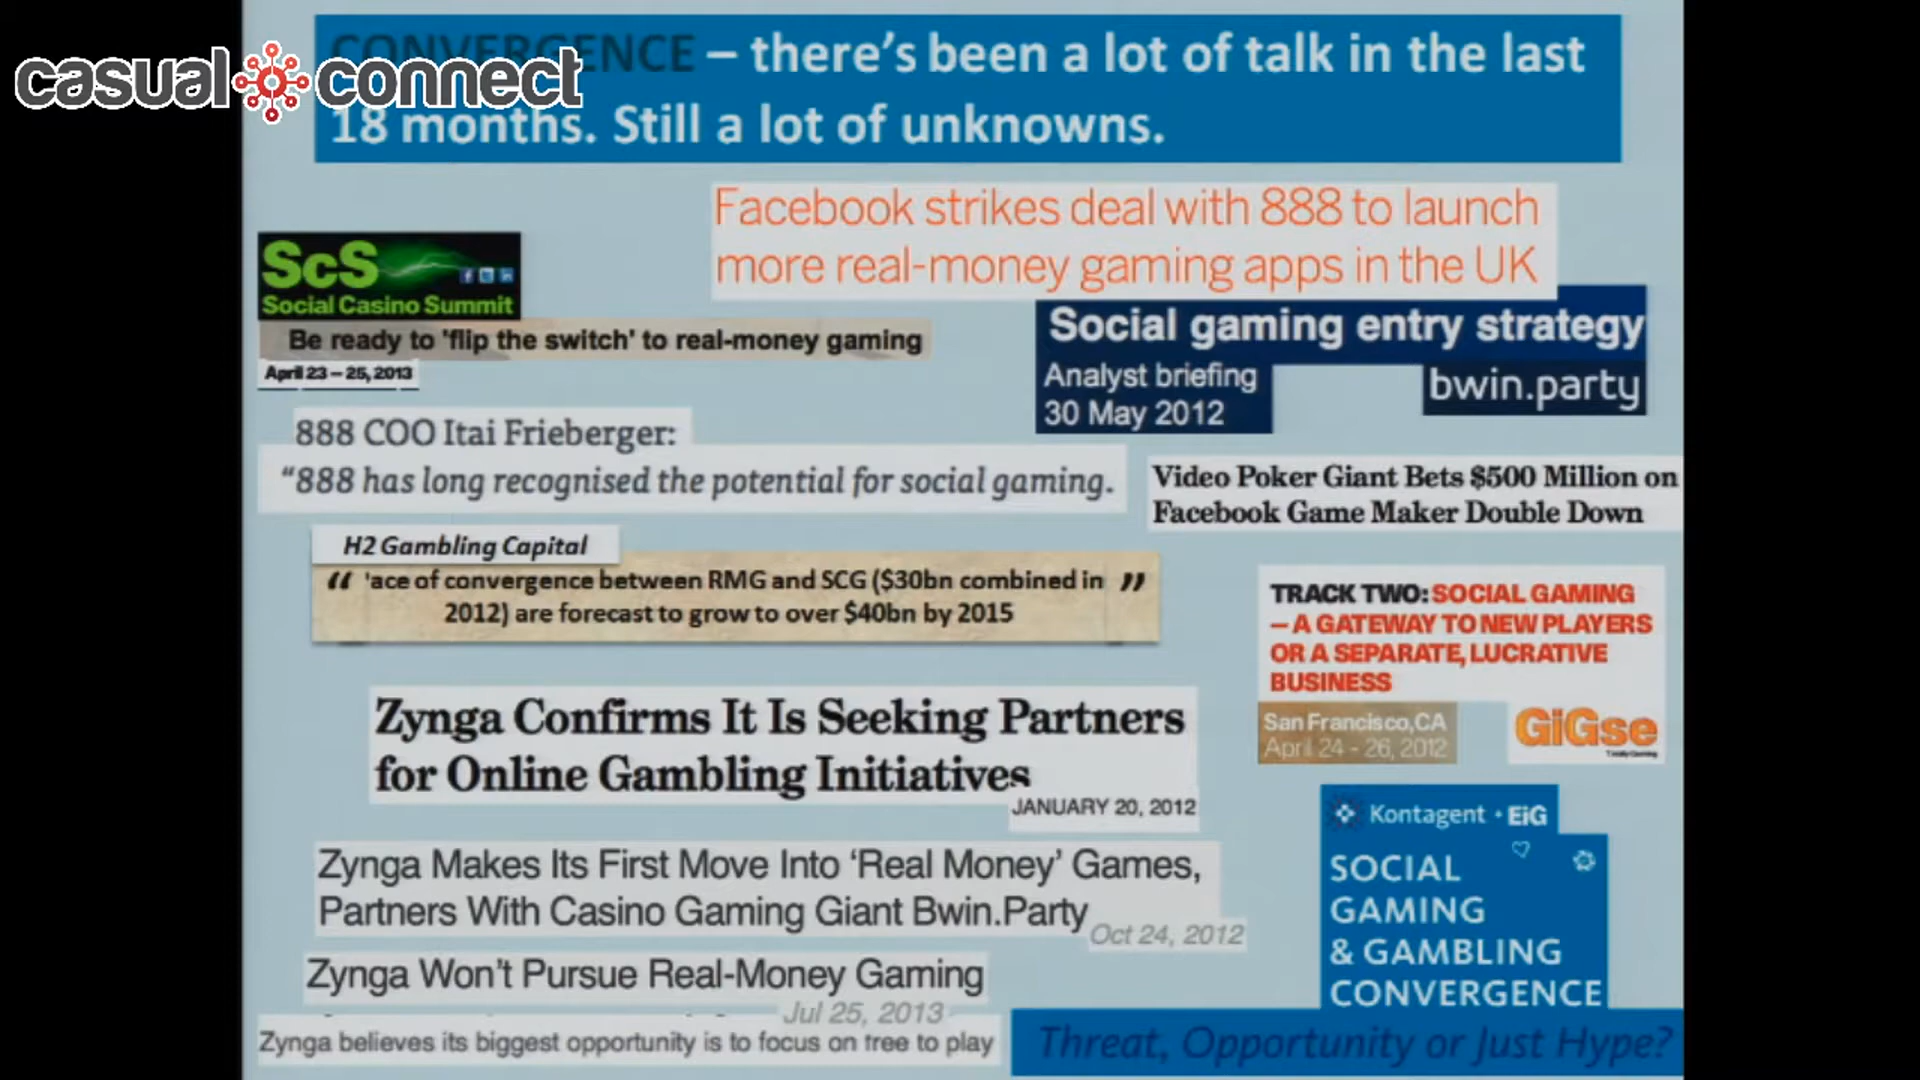 casual connect
CONVERGENCE – there's been a lot of talk in the last
18 months. Still a lot of unknowns.
Facebook strikes deal with 888 to launch
more real-money gaming apps in the UK
ScS
Social Casino Summit
Be ready to 'flip the switch' to real-money gaming
April 23 – 25, 2013
Social gaming entry strategy
Analyst briefing
30 May 2012
bwin.party
888 COO Itai Frieberger:
“888 has long recognised the potential for social gaming.
Video Poker Giant Bets $500 Million on
Facebook Game Maker Double Down
H2 Gambling Capital
“ 'ace of convergence between RMG and SCG ($30bn combined in ”
2012) are forecast to grow to over $40bn by 2015
TRACK TWO: SOCIAL GAMING
– A GATEWAY TO NEW PLAYERS
OR A SEPARATE, LUCRATIVE
BUSINESS
San Francisco, CA
April 24 - 26, 2012
GiGse
Zynga Confirms It Is Seeking Partners
for Online Gambling Initiatives
JANUARY 20, 2012
Zynga Makes Its First Move Into ‘Real Money’ Games,
Partners With Casino Gaming Giant Bwin.Party
Oct 24, 2012
Kontagent • EiG
SOCIAL
GAMING
& GAMBLING
CONVERGENCE
Zynga Won't Pursue Real-Money Gaming
Jul 25, 2013
Zynga believes its biggest opportunity is to focus on free to play
Threat, Opportunity or Just Hype?